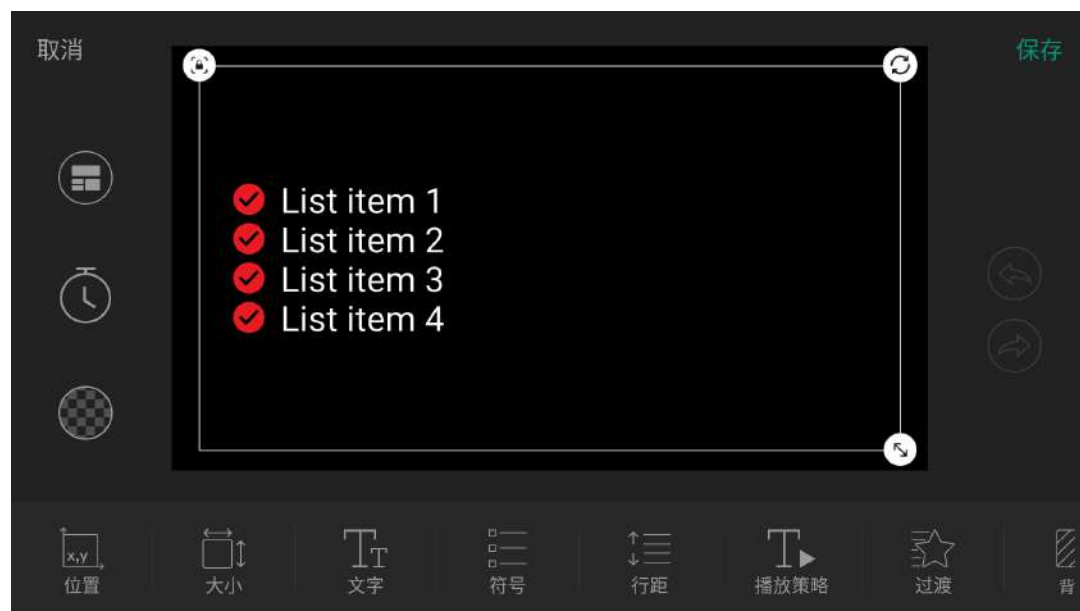 取消
保存
List item 1
List item 2
List item 3
List item 4
x,y
位置
大小
文字
符号
行距
播放策略
过渡
背